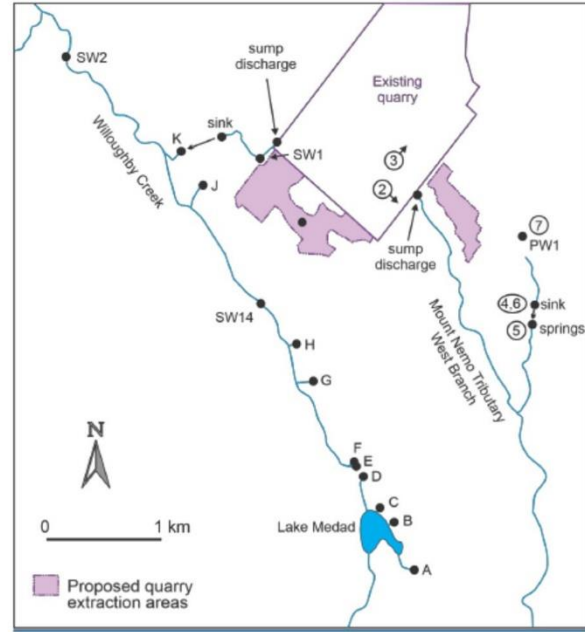 SW2
sump
discharge
Existing
quarry
sink
K
SW1
3
J
2
Willoughby Creek
sump
discharge
7
PW1
4,6
sink
5
springs
SW14
Mount Nemo Tributary
West Branch
H
G
N
F
E
D
C
B
Lake Medad
A
0
1 km
Proposed quarry
extraction areas